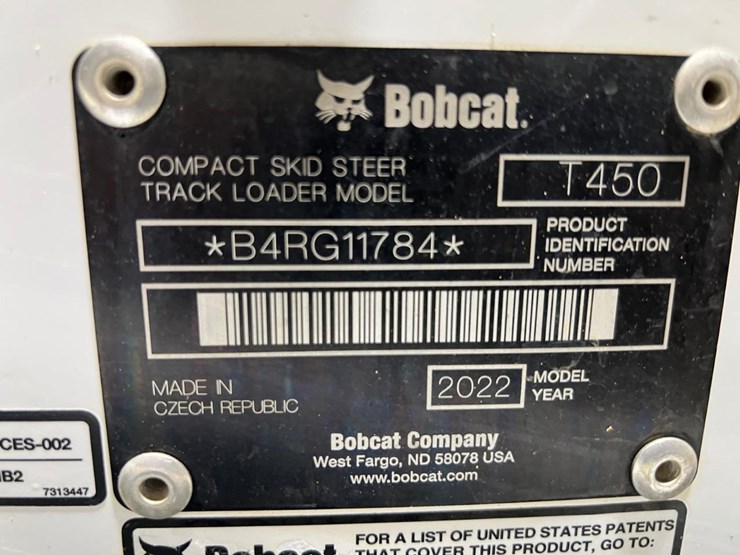 Bobcat.
COMPACT SKID STEER
TRACK LOADER MODEL
T450
*B4RG11784*
PRODUCT
IDENTIFICATION
NUMBER
MADE IN
CZECH REPUBLIC
2022
MODEL
YEAR
Bobcat Company
West Fargo, ND 58078 USA
www.bobcat.com
CES-002
7313447
Bobcat.
FOR A LIST OF UNITED STATES PATENTS
THAT COVER THIS PRODUCT, GO TO: